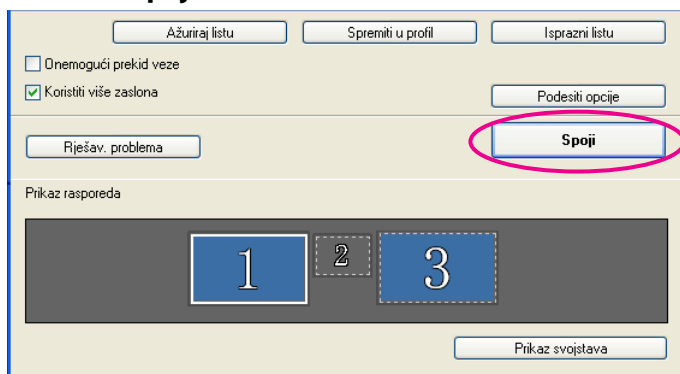 Ažuriraj listu Spremiti u profil Isprazni listu
Onemogući prekid veze
Koristiti više zaslona
Podesiti opcije
Rješav. problema
Spoji
Prikaz rasporeda
1 2 3
Prikaz svojstava